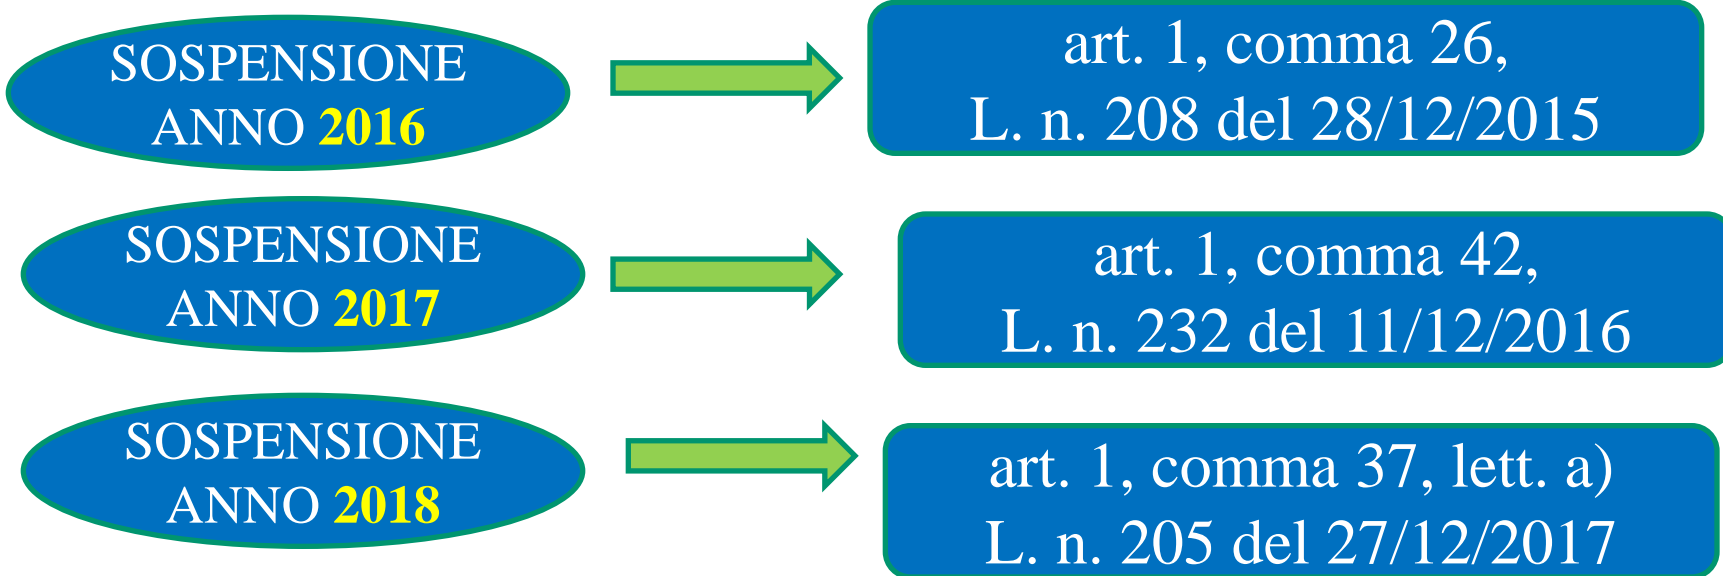 SOSPENSIONE
ANNO 2016
art. 1, comma 26,
L. n. 208 del 28/12/2015
SOSPENSIONE
ANNO 2017
art. 1, comma 42,
L. n. 232 del 11/12/2016
SOSPENSIONE
ANNO 2018
art. 1, comma 37, lett. a)
L. n. 205 del 27/12/2017